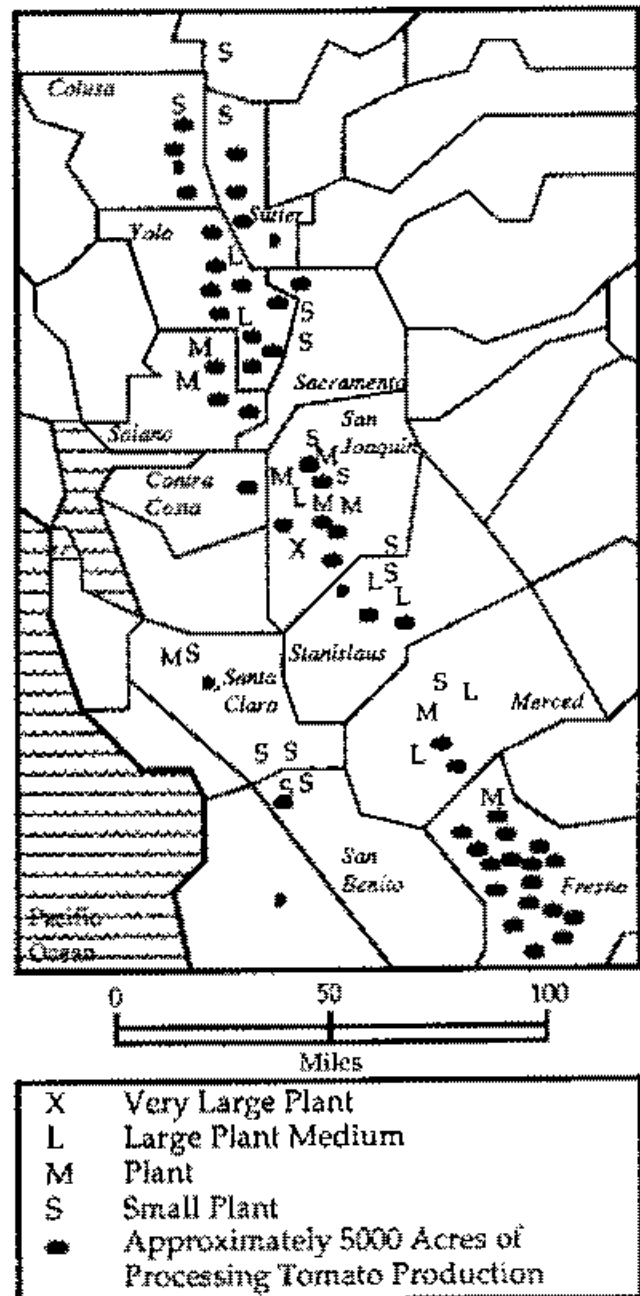 S
Colusa
S
S
Sutter
Yolo
L
S
L
M
S
M
Sacramento
San
Joaquin
Solano
S
M
Contra
Costa
M
S
L
M
M
X
S
L
S
L
Stanislaus
M
S
Santa
Clara
S
L
M
Merced
L
S
S
S
S
M
San
Benito
Fresno
Pacific
Ocean
0
50
100
Miles
X Very Large Plant
L Large Plant Medium
M Plant
S Small Plant
Approximately 5000 Acres of
Processing Tomato Production